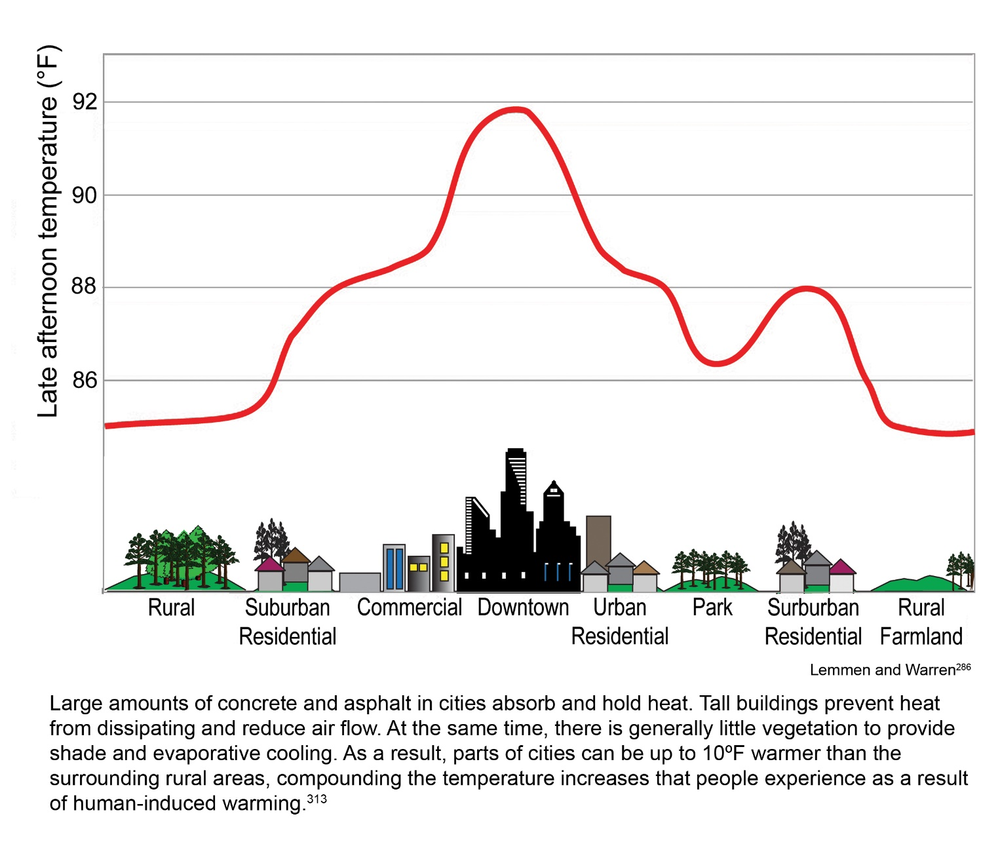 Late afternoon temperature (°F)
92
90
88
86
Rural
Suburban
Residential
Commercial
Downtown
Urban
Residential
Park
Surburban
Residential
Rural
Farmland
Lemmen and Warren286
Large amounts of concrete and asphalt in cities absorb and hold heat. Tall buildings prevent heat
from dissipating and reduce air flow. At the same time, there is generally little vegetation to provide
shade and evaporative cooling. As a result, parts of cities can be up to 10ºF warmer than the
surrounding rural areas, compounding the temperature increases that people experience as a result
of human-induced warming.313